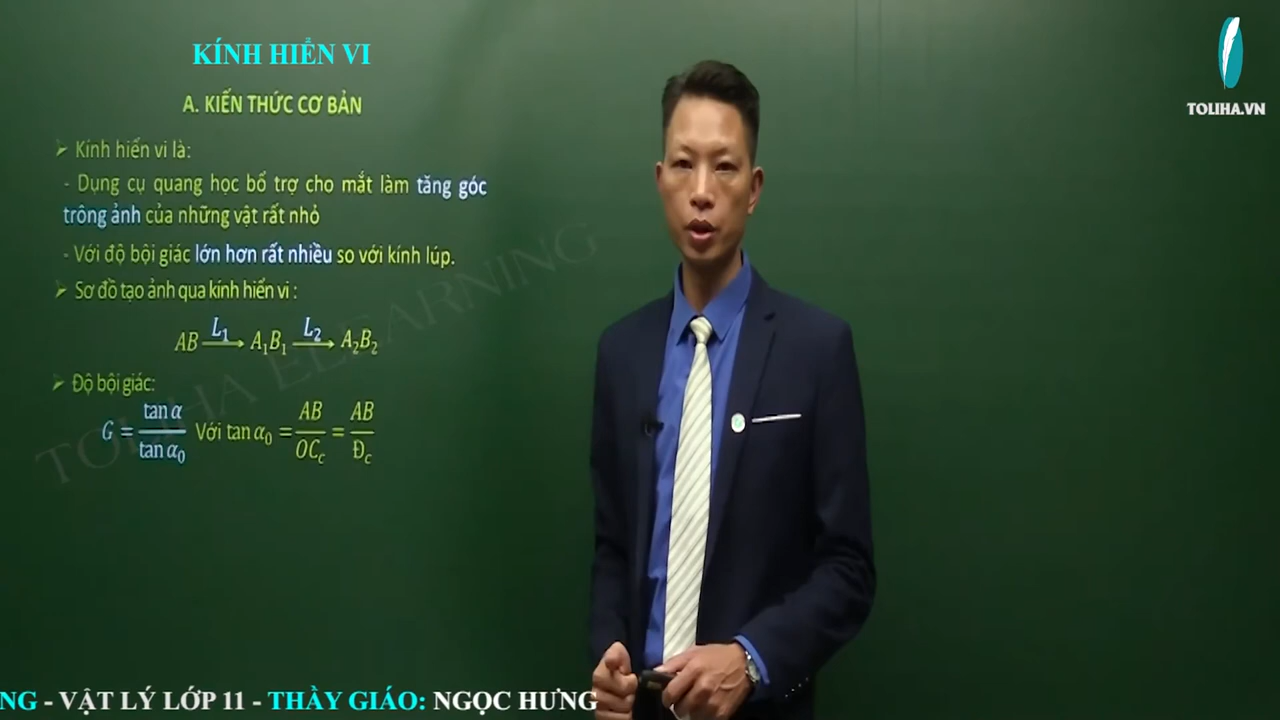 KÍNH HIỂN VI
TOLIHA.VN
A. KIẾN THỨC CƠ BẢN
➢ Kính hiển vi là:
- Dụng cụ quang học bổ trợ cho mắt làm tăng góc
trông ảnh của những vật rất nhỏ
- Với độ bội giác lớn hơn rất nhiều so với kính lúp.
➢ Sơ đồ tạo ảnh qua kính hiển vi :
AB —L₁→ A₁B₁ —L₂→ A₂B₂
➢ Độ bội giác:
G = tan α / tan α₀ Với tan α₀ = AB / OC꜀ = AB / Đ꜀
TOLIHA ELEARNING
NG - VẬT LÝ LỚP 11 - THẦY GIÁO: NGỌC HƯNG